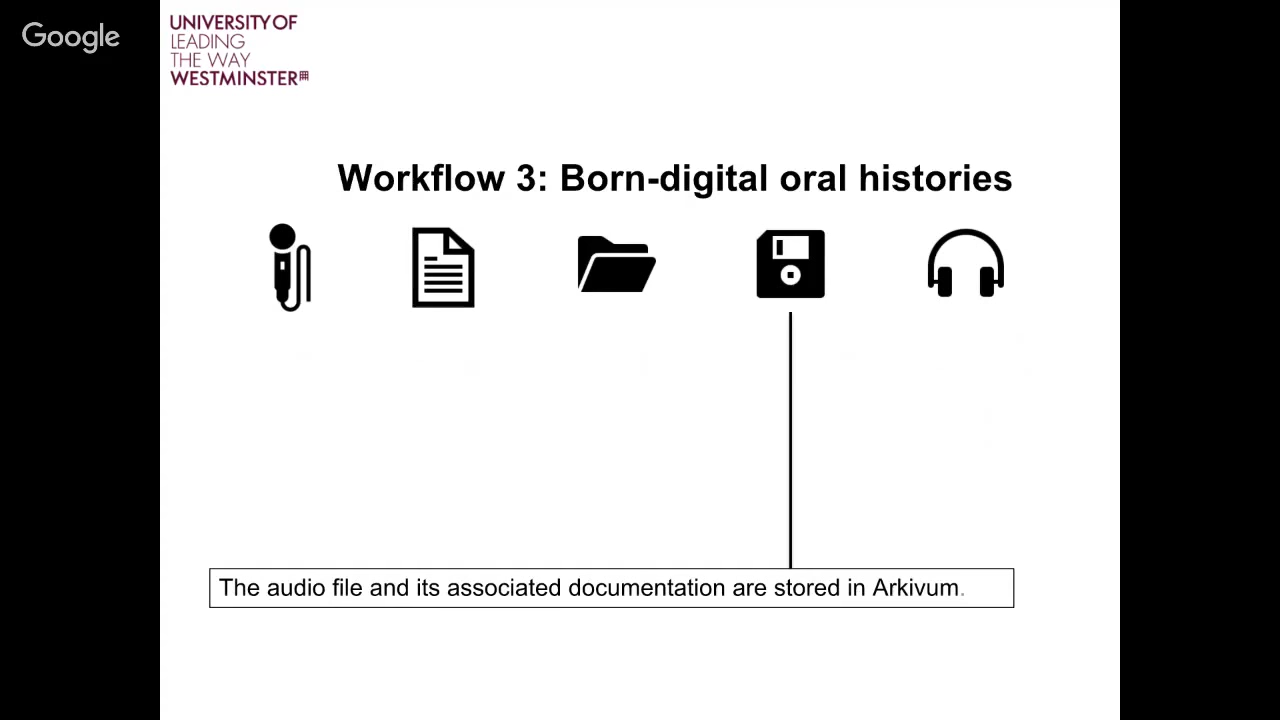 Google
UNIVERSITY OF
LEADING
THE WAY
WESTMINSTER
Workflow 3: Born-digital oral histories
The audio file and its associated documentation are stored in Arkivum.